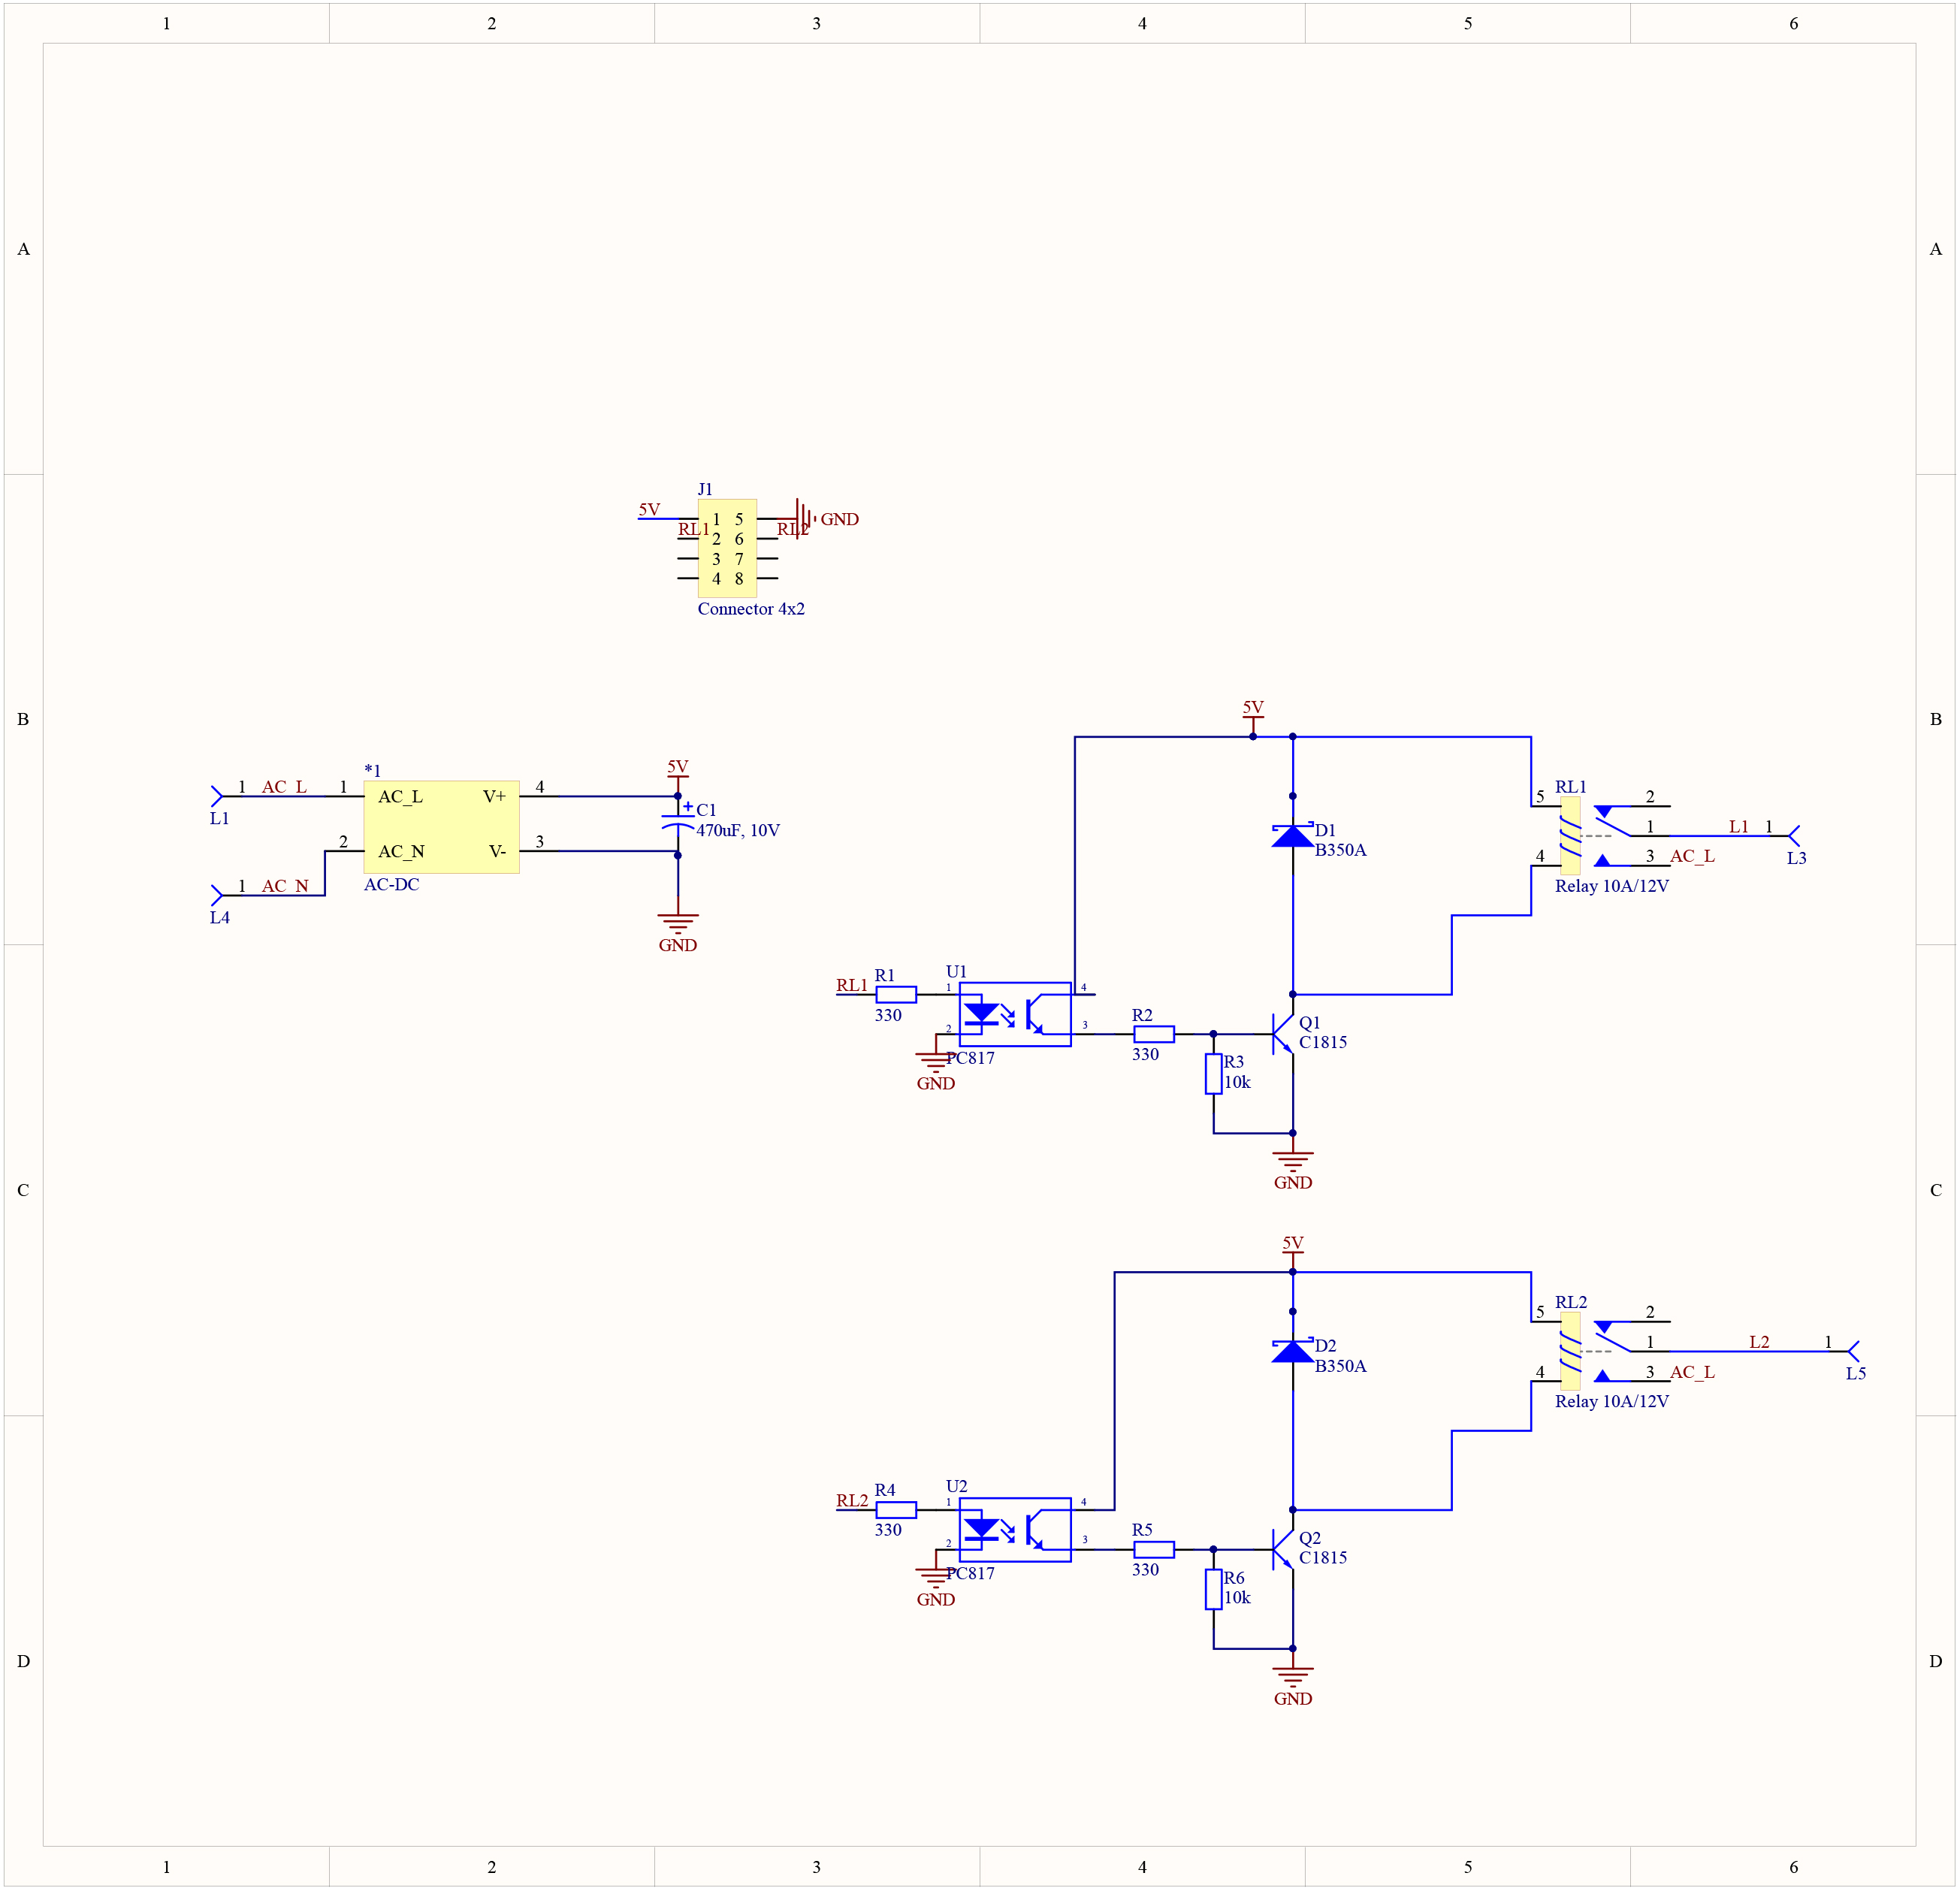 1 2 3 4 5 6
A A
J1
5V 1 5 GND
RL1 RL2
2 6
3 7
4 8
Connector 4x2
B B
5V
*1 5V
1 AC_L 1 AC_L V+ 4
L1
C1
470uF, 10V
2 AC_N V- 3
AC-DC
1 AC_N
L4
GND
D1
B350A
RL1
5 2
1 L1 1
L3
4 3 AC_L
Relay 10A/12V
RL1 R1
330
U1
1 4
2 3
PC817
GND
R2
330
Q1
C1815
R3
10k
GND
C C
5V
D2
B350A
RL2
5 2
1 L2 1
L5
4 3 AC_L
Relay 10A/12V
RL2 R4
330
U2
1 4
2 3
PC817
GND
R5
330
Q2
C1815
R6
10k
GND
D D
1 2 3 4 5 6